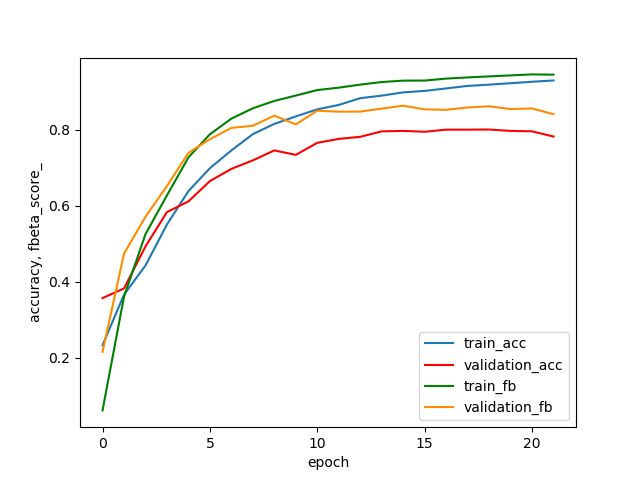 accuracy, fbeta_score_
0.8
0.6
0.4
0.2
train_acc
validation_acc
train_fb
validation_fb
0 5 10 15 20
epoch